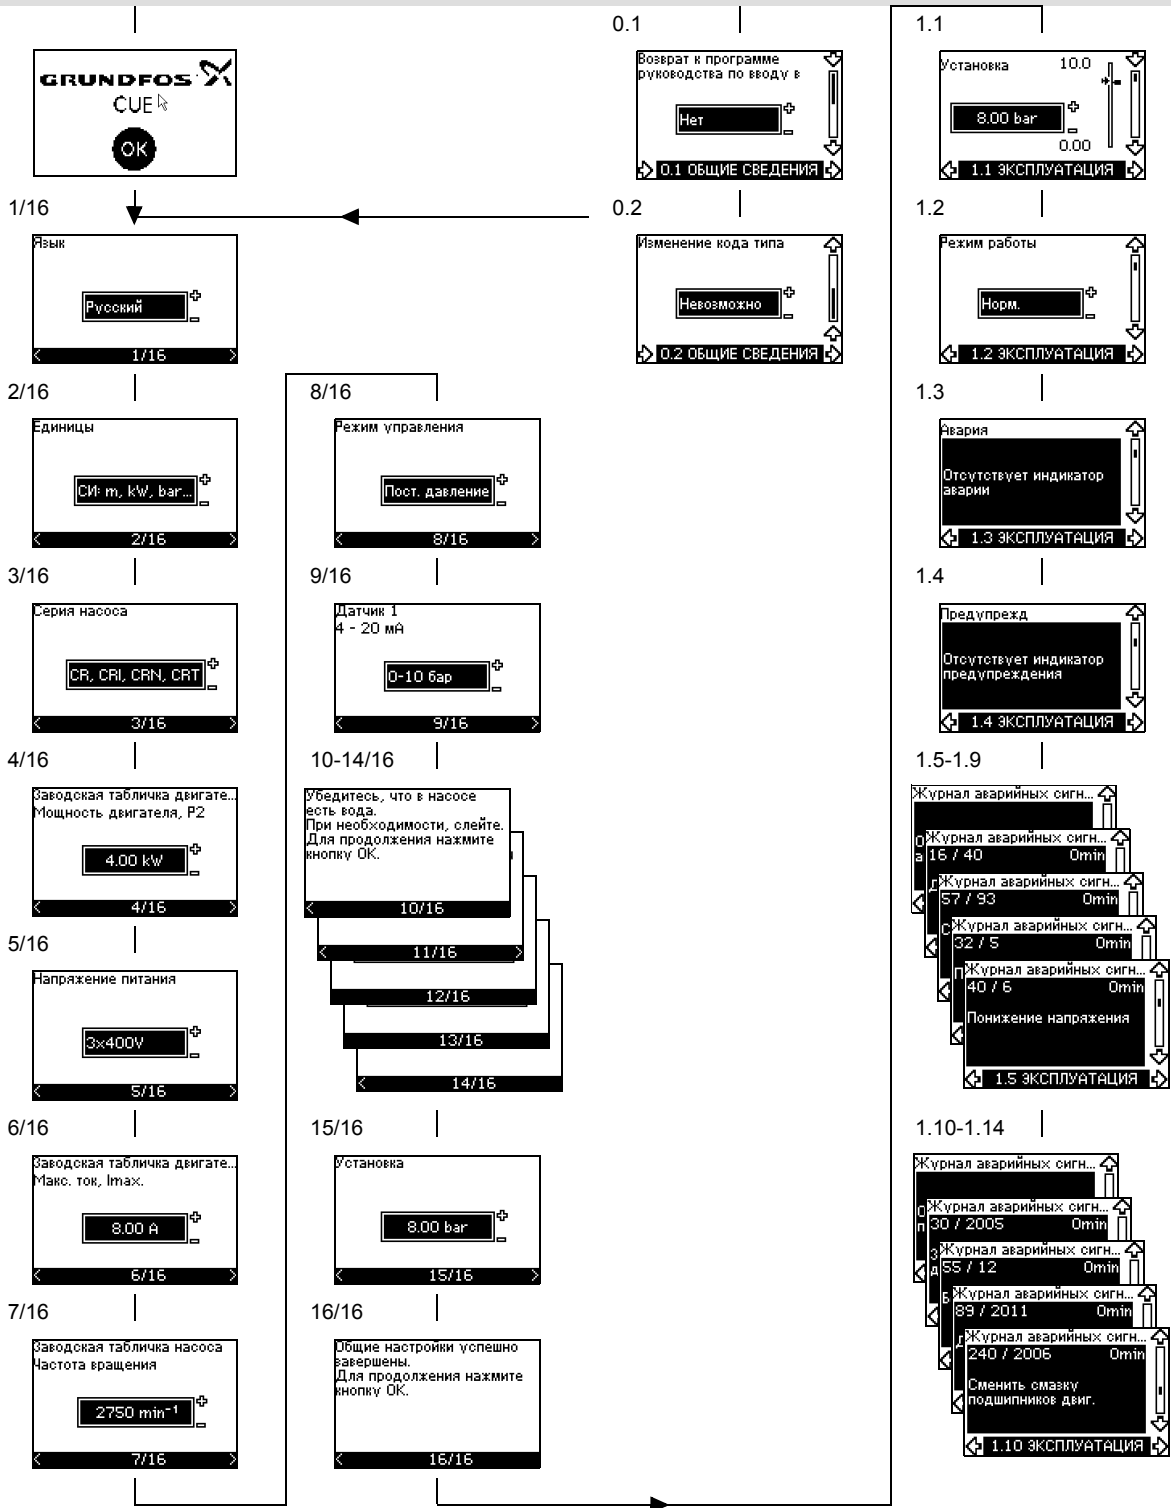 GRUNDFOS
CUE
OK
1/16
Язык
Русский
1/16
2/16
Единицы
СИ: m, kW, bar...
2/16
3/16
Серия насоса
CR, CRI, CRN, CRT
3/16
4/16
Заводская табличка двигате...
Мощность двигателя, P2
4.00 kW
4/16
5/16
Напряжение питания
3x400V
5/16
6/16
Заводская табличка двигате...
Макс. ток, Imax.
8.00 A
6/16
7/16
Заводская табличка насоса
Частота вращения
2750 min⁻¹
7/16
8/16
Режим управления
Пост. давление
8/16
9/16
Датчик 1
4 - 20 мА
0-10 бар
9/16
10-14/16
Убедитесь, что в насосе
есть вода.
При необходимости, слейте.
Для продолжения нажмите
кнопку OK.
10/16
11/16
12/16
13/16
14/16
15/16
Установка
8.00 bar
15/16
16/16
Общие настройки успешно
завершены.
Для продолжения нажмите
кнопку OK.
16/16
0.1
Возврат к программе
руководства по вводу в
Нет
0.1 ОБЩИЕ СВЕДЕНИЯ
0.2
Изменение кода типа
Невозможно
0.2 ОБЩИЕ СВЕДЕНИЯ
1.1
Установка
10.0
8.00 bar
0.00
1.1 ЭКСПЛУАТАЦИЯ
1.2
Режим работы
Норм.
1.2 ЭКСПЛУАТАЦИЯ
1.3
Авария
Отсутствует индикатор
аварии
1.3 ЭКСПЛУАТАЦИЯ
1.4
Предупрежд
Отсутствует индикатор
предупреждения
1.4 ЭКСПЛУАТАЦИЯ
1.5-1.9
Журнал аварийных сигн...
Журнал аварийных сигн...
16 / 40 0min
Журнал аварийных сигн...
57 / 93 0min
Журнал аварийных сигн...
32 / 5 0min
Журнал аварийных сигн...
40 / 6 0min
Понижение напряжения
1.5 ЭКСПЛУАТАЦИЯ
1.10-1.14
Журнал аварийных сигн...
Журнал аварийных сигн...
30 / 2005 0min
Журнал аварийных сигн...
55 / 12 0min
Журнал аварийных сигн...
89 / 2011 0min
Журнал аварийных сигн...
240 / 2006 0min
Сменить смазку
подшипников двиг.
1.10 ЭКСПЛУАТАЦИЯ